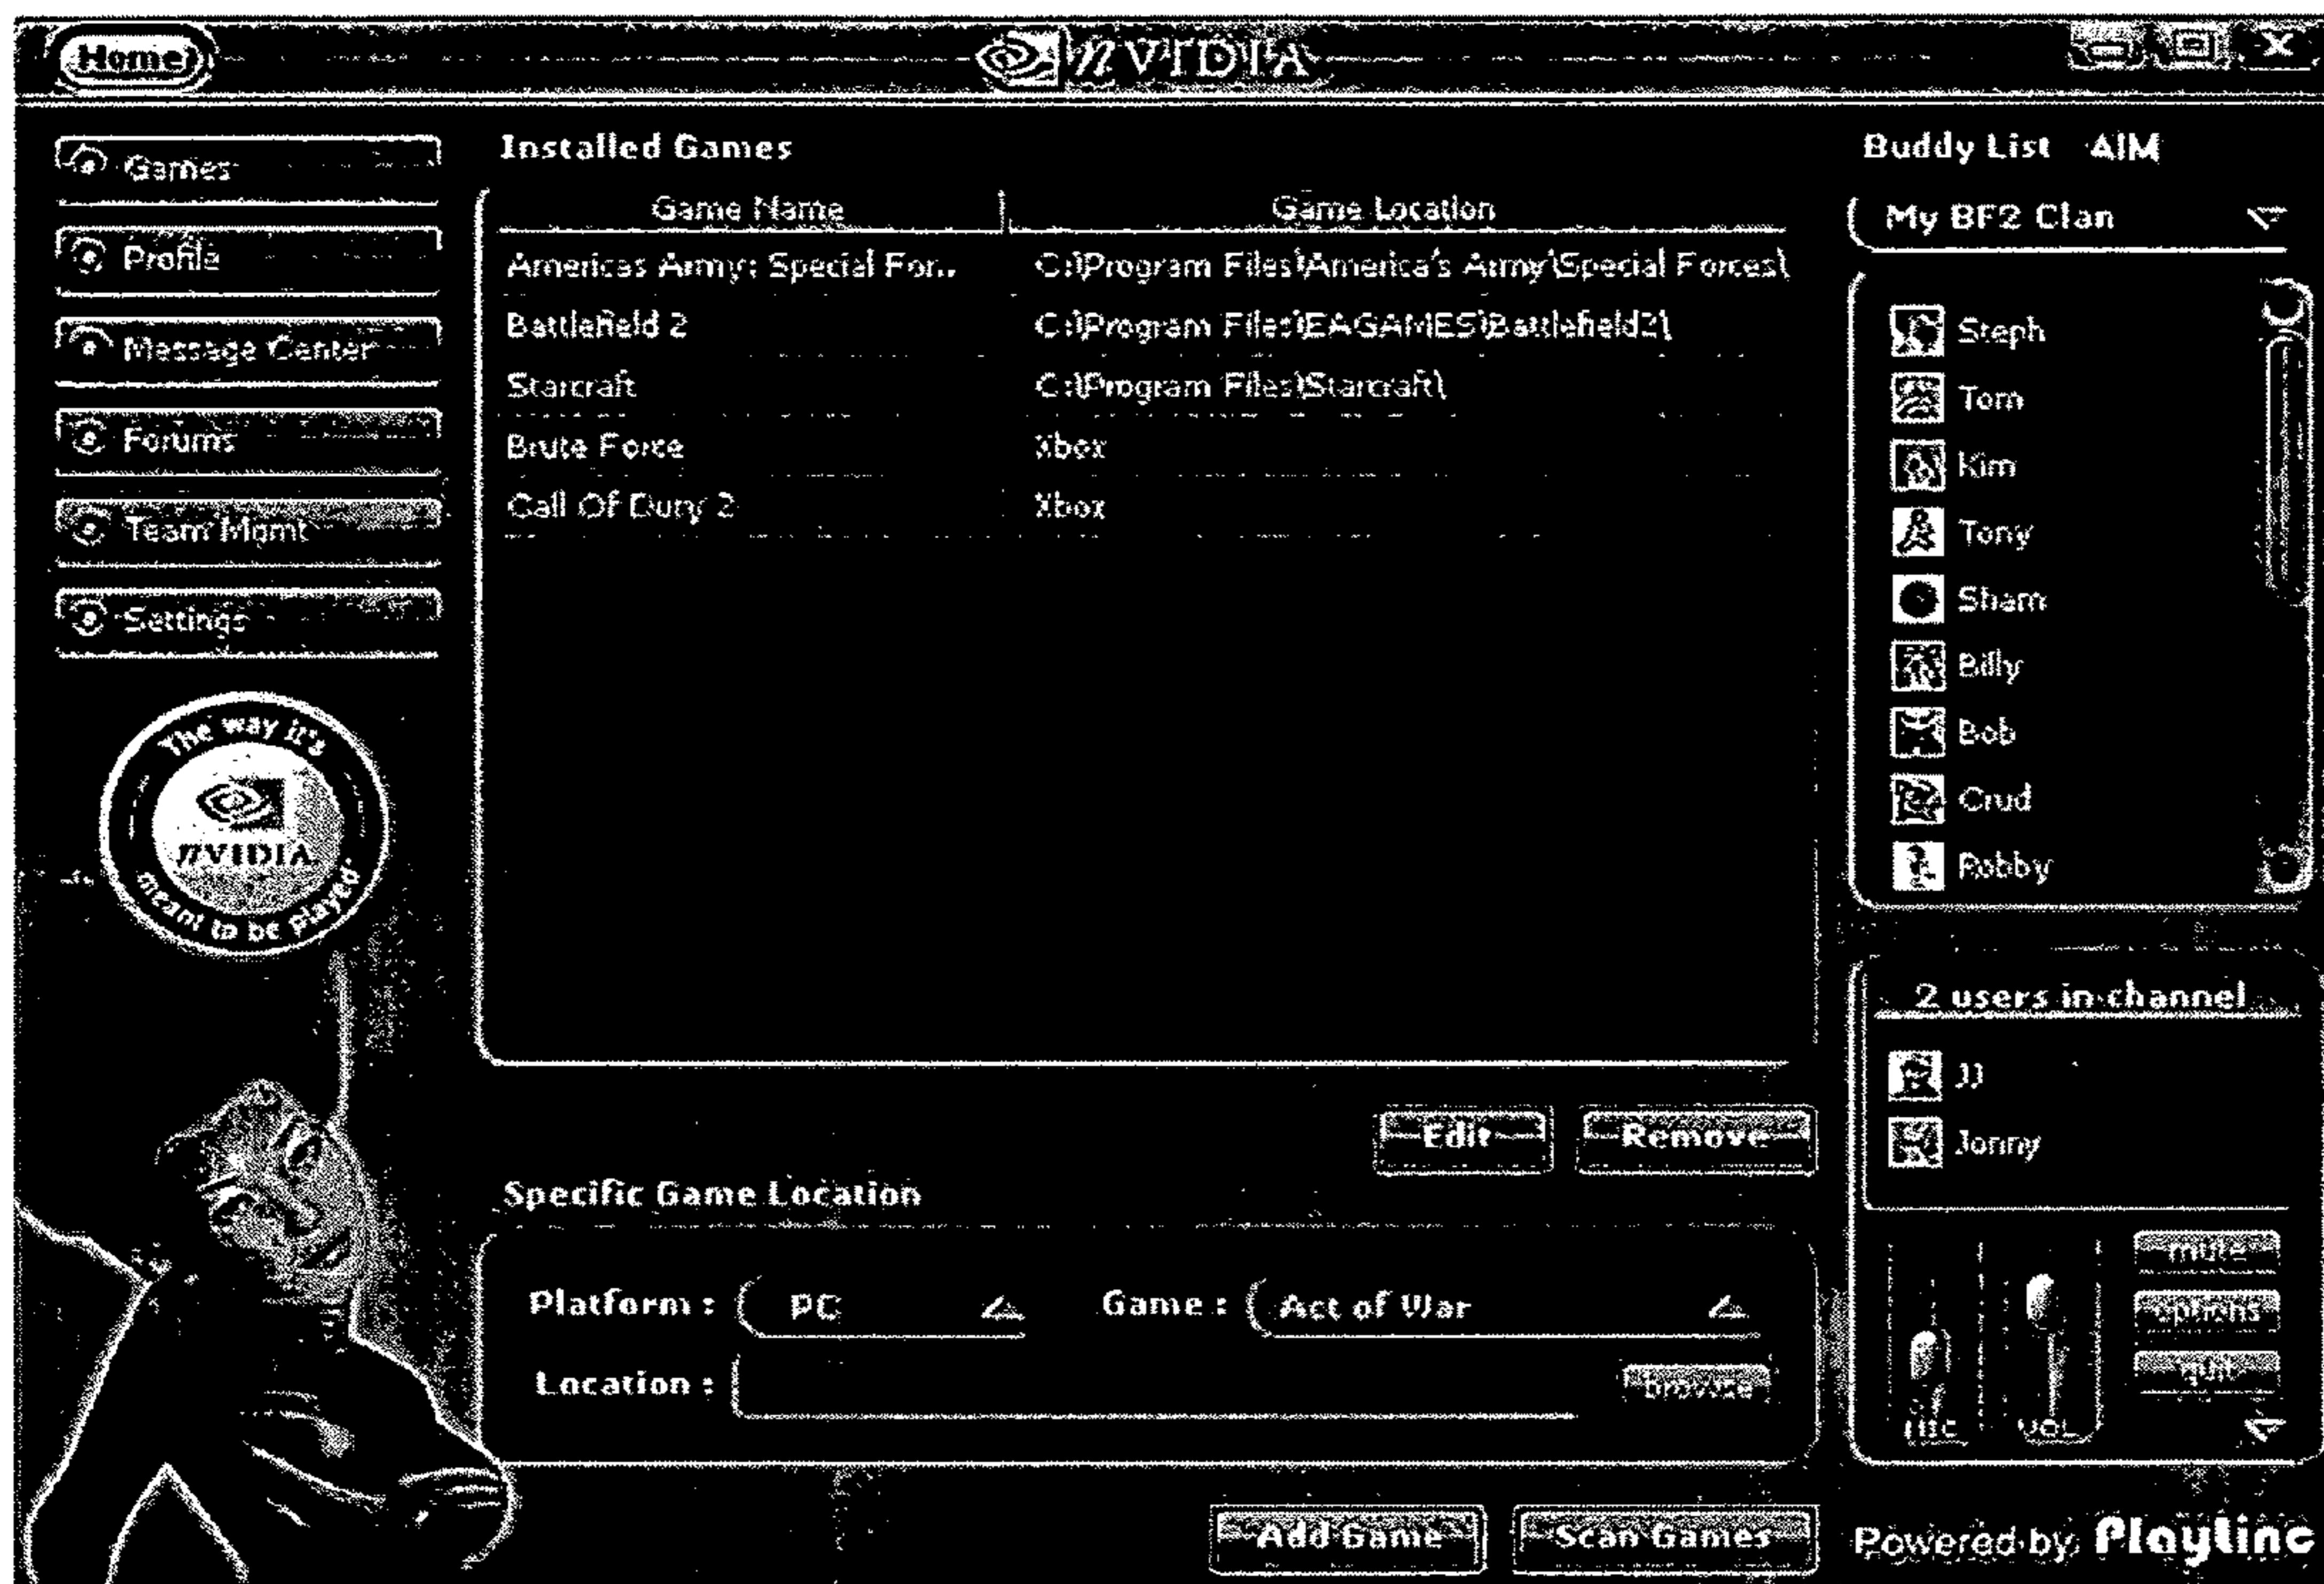 Home
nVIDIA
Games
Profile
Message Center
Forums
Team Mgmt
Settings
The way it's
nVIDIA
meant to be played
Installed Games
Game Name Game Location
Americas Army: Special For.. C:\Program Files\America's Army\Special Forces\
Battlefield 2 C:\Program Files\EAGAMES\Battlefield2\
Starcraft C:\Program Files\Starcraft\
Brute Force Xbox
Call Of Duty 2 Xbox
Edit Remove
Specific Game Location
Platform : PC Game : Act of War
Location : browse
Add Game Scan Games
Buddy List AIM
My BF2 Clan
Steph
Tom
Kim
Tony
Sham
Billy
Bob
Crud
Robby
2 users in channel
JJ
Jonny
mute
options
quit
MIC VOL
Powered by Playlinc